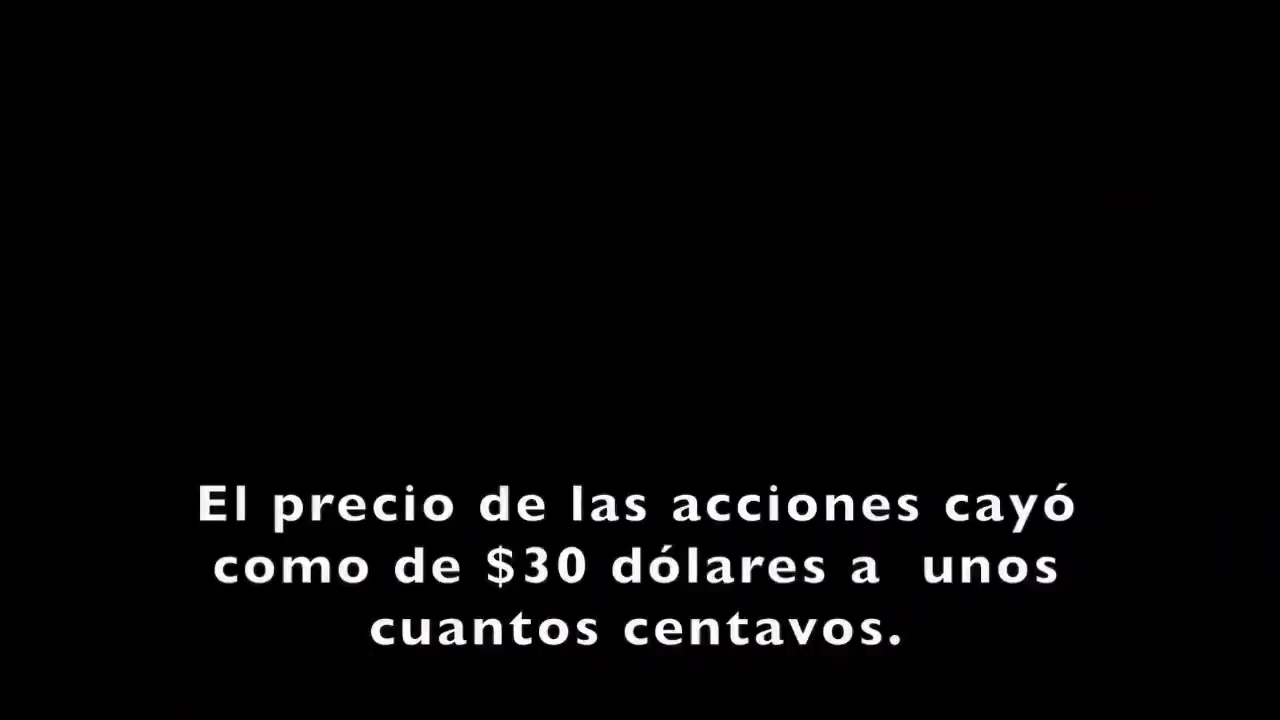 El precio de las acciones cayó
como de $30 dólares a  unos
cuantos centavos.